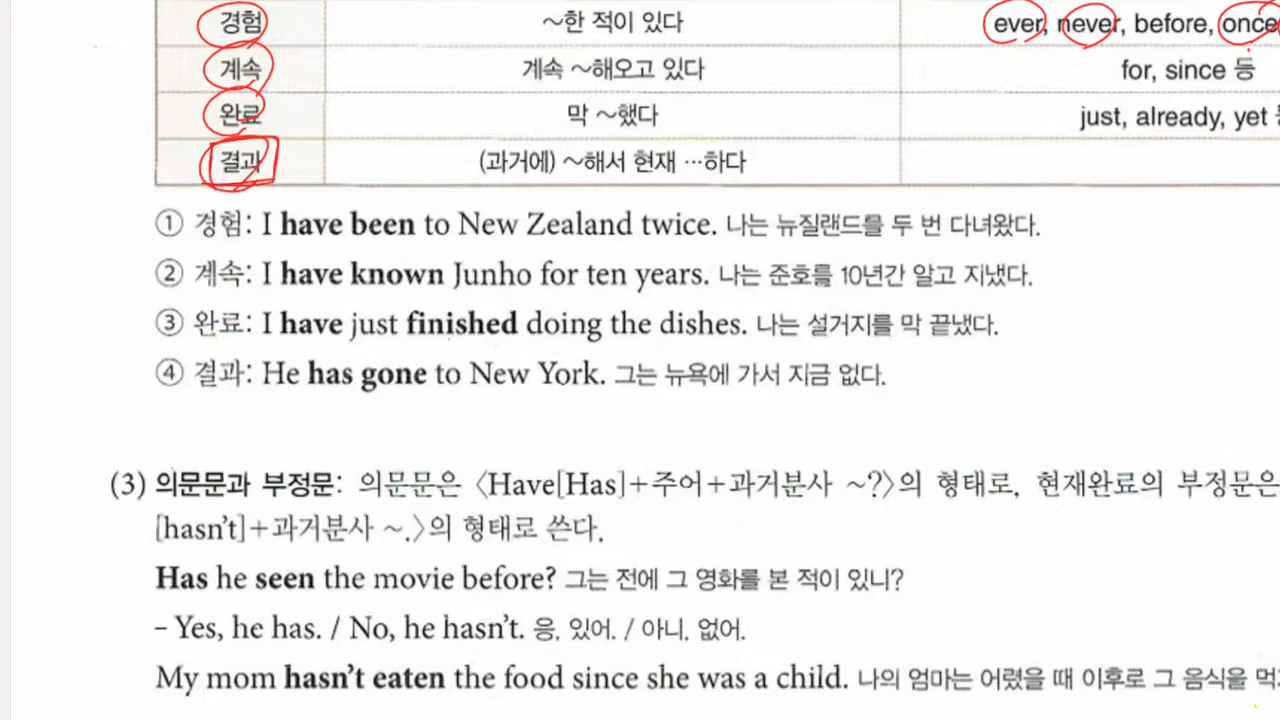 경험 ~한 적이 있다 ever, never, before, once
계속 계속 ~해오고 있다 for, since 등
완료 막 ~했다 just, already, yet
결과 (과거에) ~해서 현재 …하다
① 경험: I have been to New Zealand twice. 나는 뉴질랜드를 두 번 다녀왔다.
② 계속: I have known Junho for ten years. 나는 준호를 10년간 알고 지냈다.
③ 완료: I have just finished doing the dishes. 나는 설거지를 막 끝냈다.
④ 결과: He has gone to New York. 그는 뉴욕에 가서 지금 없다.
(3) 의문문과 부정문: 의문문은 〈Have[Has]+주어+과거분사 ~?〉의 형태로, 현재완료의 부정문은
[hasn't]+과거분사 ~.〉의 형태로 쓴다.
Has he seen the movie before? 그는 전에 그 영화를 본 적이 있니?
– Yes, he has. / No, he hasn't. 응, 있어. / 아니, 없어.
My mom hasn't eaten the food since she was a child. 나의 엄마는 어렸을 때 이후로 그 음식을